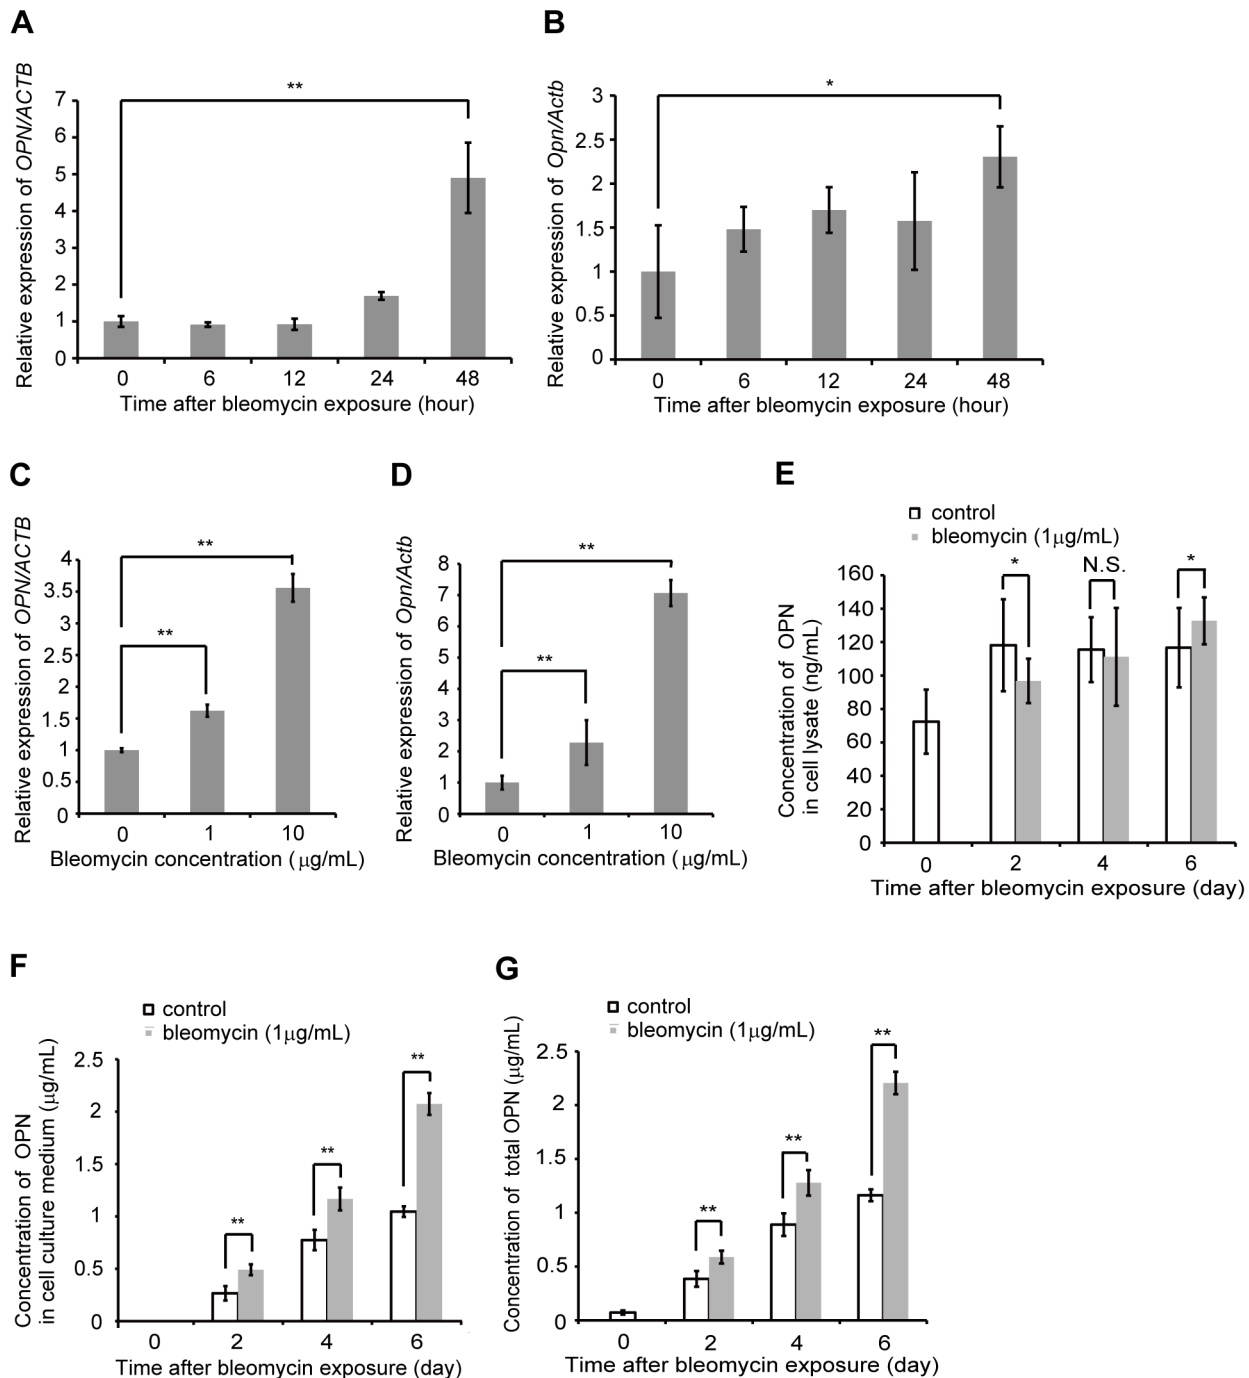 A
Relative expression of OPN/ACTB
7
6
5
4
3
2
1
0
**
0 6 12 24 48
Time after bleomycin exposure (hour)
B
Relative expression of Opn/Actb
3
2.5
2
1.5
1
0.5
0
*
0 6 12 24 48
Time after bleomycin exposure (hour)
C
Relative expression of OPN/ACTB
4
3.5
3
2.5
2
1.5
1
0.5
0
**
**
0 1 10
Bleomycin concentration ( μg/mL)
D
Relative expression of Opn/Actb
8
7
6
5
4
3
2
1
0
**
**
0 1 10
Bleomycin concentration ( μg/mL)
E
control
bleomycin (1μg/mL)
Concentration of OPN
in cell lysate (ng/mL)
160
140
120
100
80
60
40
20
0
*
N.S.
*
0 2 4 6
Time after bleomycin exposure (day)
F
control
bleomycin (1μg/mL)
Concentration of OPN
in cell culture medium (μg/mL)
2.5
2
1.5
1
0.5
0
**
**
**
0 2 4 6
Time after bleomycin exposure (day)
G
control
bleomycin (1μg/mL)
Concentration of total OPN (μg/mL)
2.5
2
1.5
1
0.5
0
**
**
**
0 2 4 6
Time after bleomycin exposure (day)